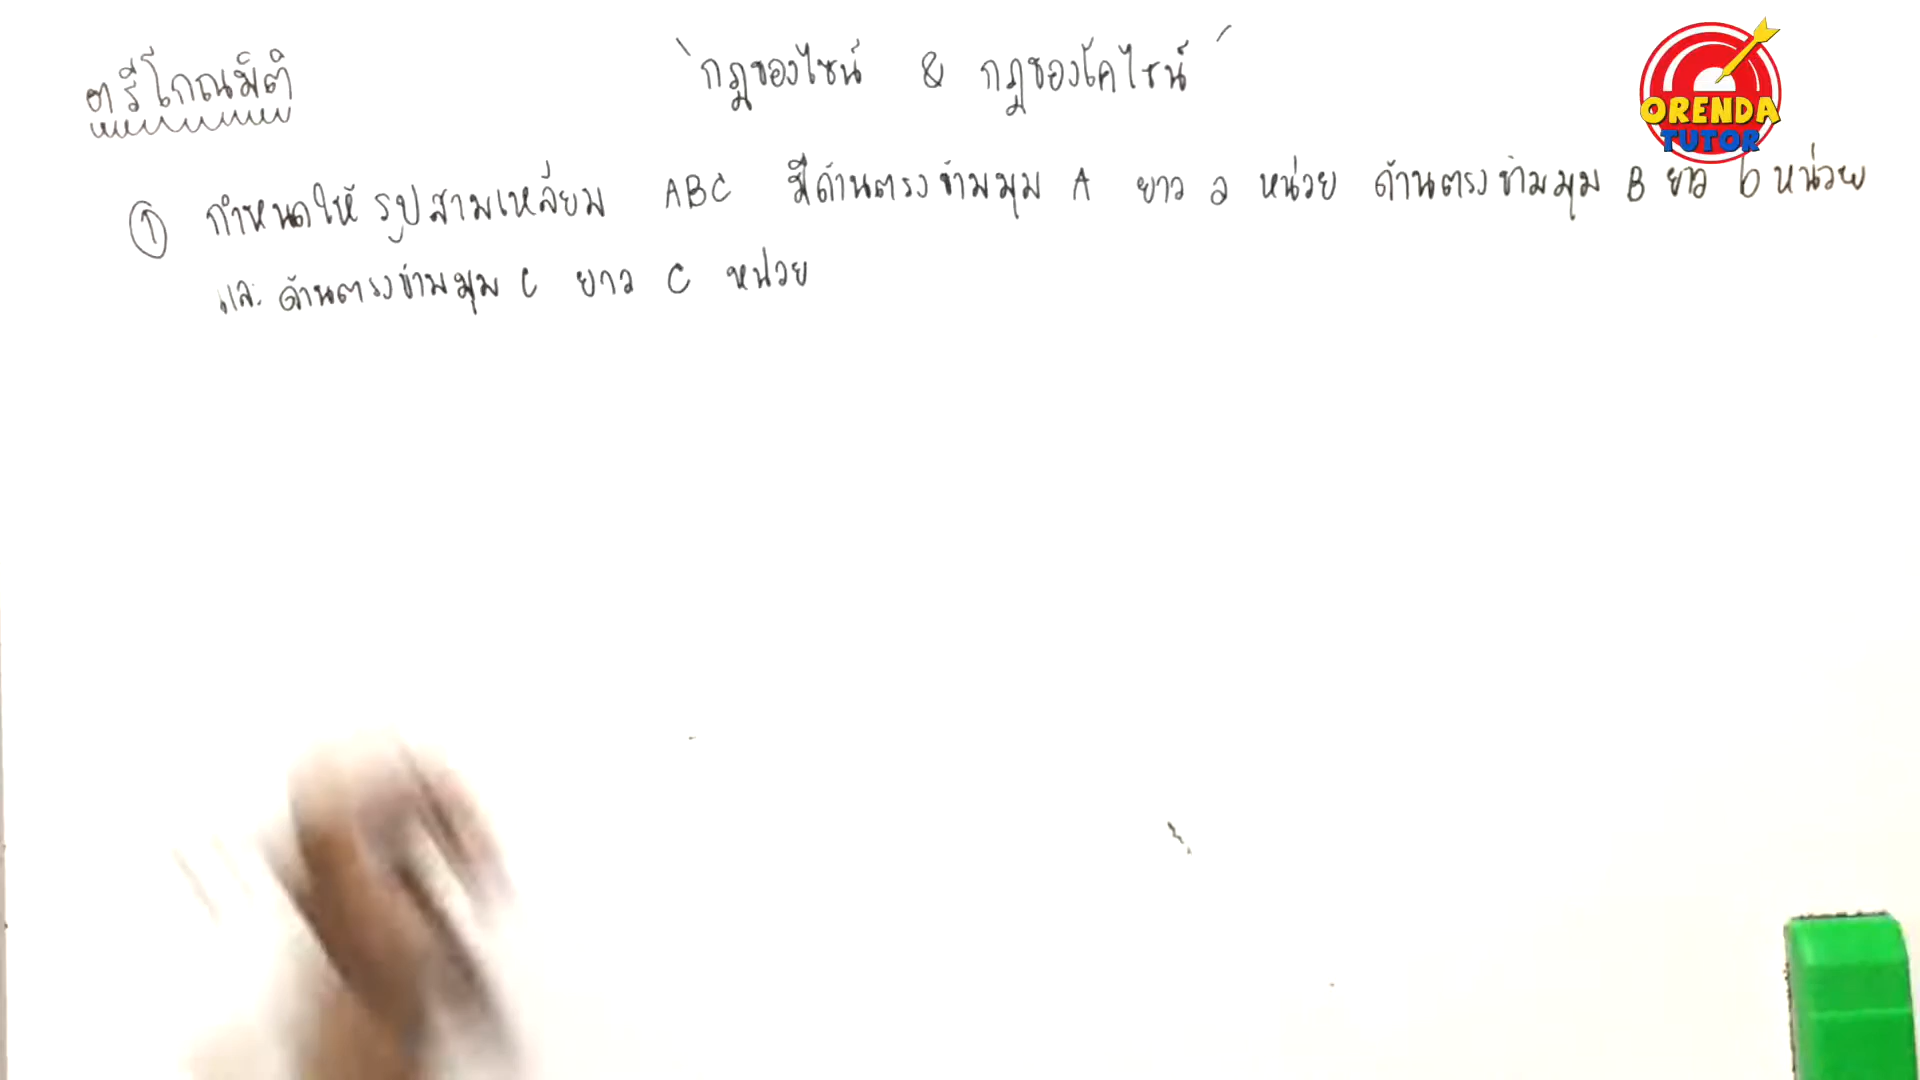 ตรีโกณมิติ
`กฎของไซน์ & กฎของโคไซน์´
ORENDA
TUTOR
① กำหนดให้ รูปสามเหลี่ยม ABC มีด้านตรงข้ามมุม A ยาว a หน่วย ด้านตรงข้ามมุม B ยาว b หน่วย
และ ด้านตรงข้ามมุม C ยาว c หน่วย